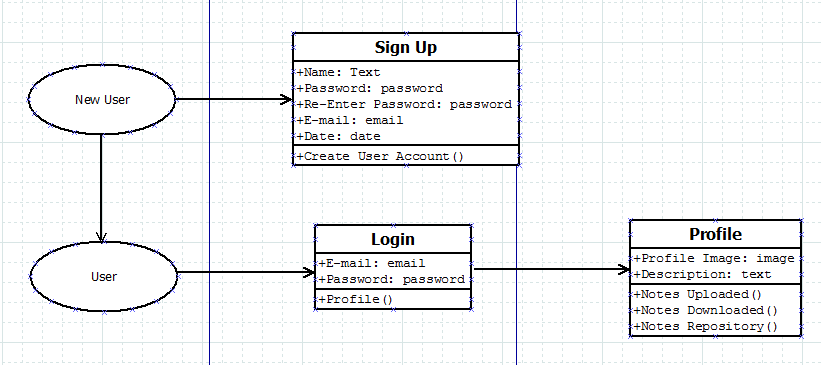 New User
Sign Up
+Name: Text
+Password: password
+Re-Enter Password: password
+E-mail: email
+Date: date
+Create User Account()
User
Login
+E-mail: email
+Password: password
+Profile()
Profile
+Profile Image: image
+Description: text
+Notes Uploaded()
+Notes Downloaded()
+Notes Repository()